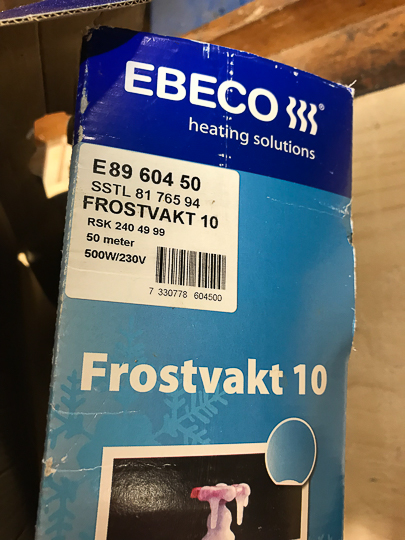 EBECO
heating solutions
E 89 604 50
SSTL 81 765 94
FROSTVAKT 10
RSK 240 49 99
50 meter
500W/230V
7 330778 604500
Frostvakt 10